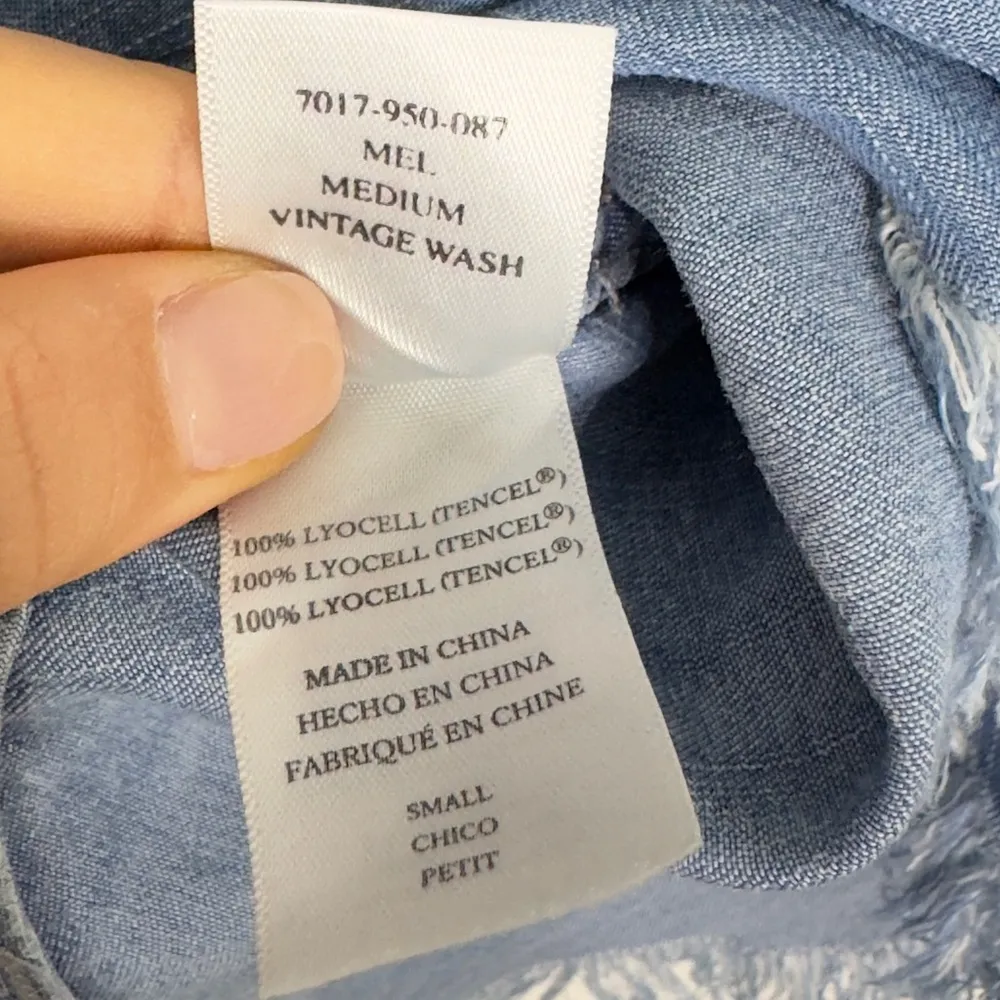 7017-950-087
MEL
MEDIUM
VINTAGE WASH
100% LYOCELL (TENCEL®)
100% LYOCELL (TENCEL®)
100% LYOCELL (TENCEL®)
MADE IN CHINA
HECHO EN CHINA
FABRIQUÉ EN CHINE
SMALL
CHICO
PETIT